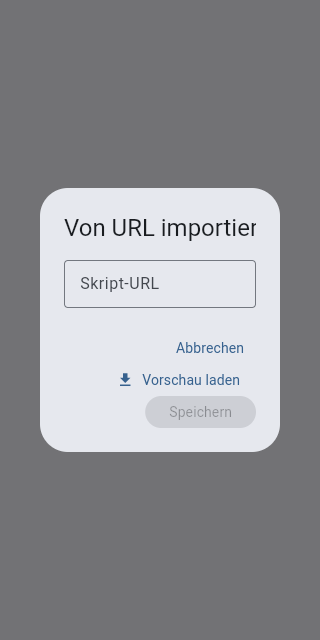 Von URL importier
Skript-URL
Abbrechen
Vorschau laden
Speichern